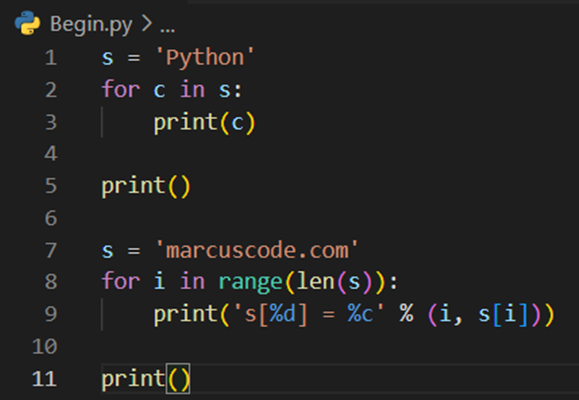 Begin.py > ...
1 s = 'Python'
2 for c in s:
3     print(c)
4
5 print()
6
7 s = 'marcuscode.com'
8 for i in range(len(s)):
9     print('s[%d] = %c' % (i, s[i]))
10
11 print()